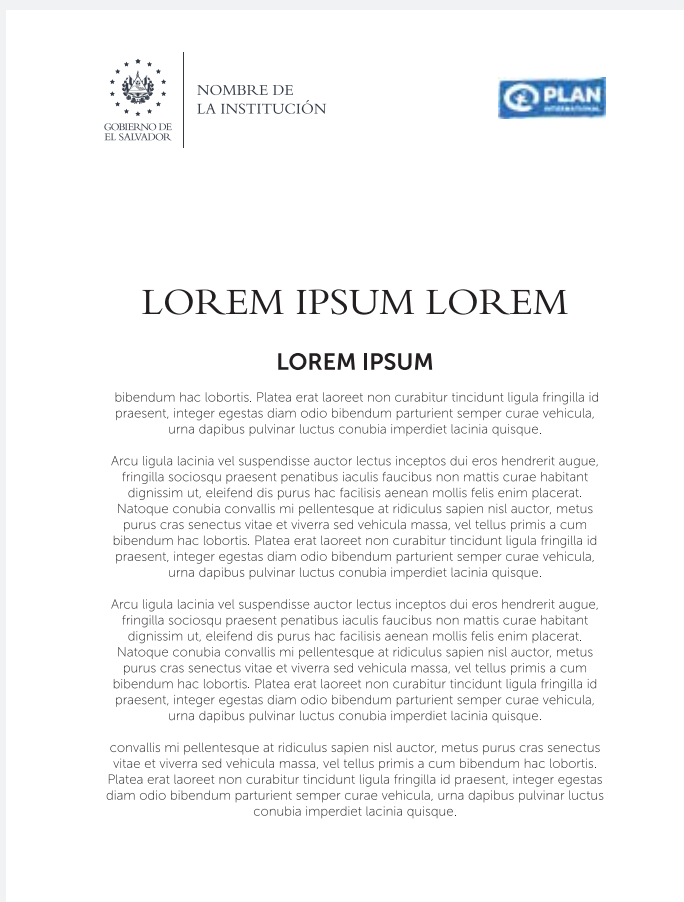 GOBIERNO DE
EL SALVADOR
NOMBRE DE
LA INSTITUCIÓN
PLAN
INTERNATIONAL
LOREM IPSUM LOREM
LOREM IPSUM
bibendum hac lobortis. Platea erat laoreet non curabitur tincidunt ligula fringilla id
praesent, integer egestas diam odio bibendum parturient semper curae vehicula,
urna dapibus pulvinar luctus conubia imperdiet lacinia quisque.
Arcu ligula lacinia vel suspendisse auctor lectus inceptos dui eros hendrerit augue,
fringilla sociosqu praesent penatibus iaculis faucibus non mattis curae habitant
dignissim ut, eleifend dis purus hac facilisis aenean mollis felis enim placerat.
Natoque conubia convallis mi pellentesque at ridiculus sapien nisl auctor, metus
purus cras senectus vitae et viverra sed vehicula massa, vel tellus primis a cum
bibendum hac lobortis. Platea erat laoreet non curabitur tincidunt ligula fringilla id
praesent, integer egestas diam odio bibendum parturient semper curae vehicula,
urna dapibus pulvinar luctus conubia imperdiet lacinia quisque.
Arcu ligula lacinia vel suspendisse auctor lectus inceptos dui eros hendrerit augue,
fringilla sociosqu praesent penatibus iaculis faucibus non mattis curae habitant
dignissim ut, eleifend dis purus hac facilisis aenean mollis felis enim placerat.
Natoque conubia convallis mi pellentesque at ridiculus sapien nisl auctor, metus
purus cras senectus vitae et viverra sed vehicula massa, vel tellus primis a cum
bibendum hac lobortis. Platea erat laoreet non curabitur tincidunt ligula fringilla id
praesent, integer egestas diam odio bibendum parturient semper curae vehicula,
urna dapibus pulvinar luctus conubia imperdiet lacinia quisque.
convallis mi pellentesque at ridiculus sapien nisl auctor, metus purus cras senectus
vitae et viverra sed vehicula massa, vel tellus primis a cum bibendum hac lobortis.
Platea erat laoreet non curabitur tincidunt ligula fringilla id praesent, integer egestas
diam odio bibendum parturient semper curae vehicula, urna dapibus pulvinar luctus
conubia imperdiet lacinia quisque.